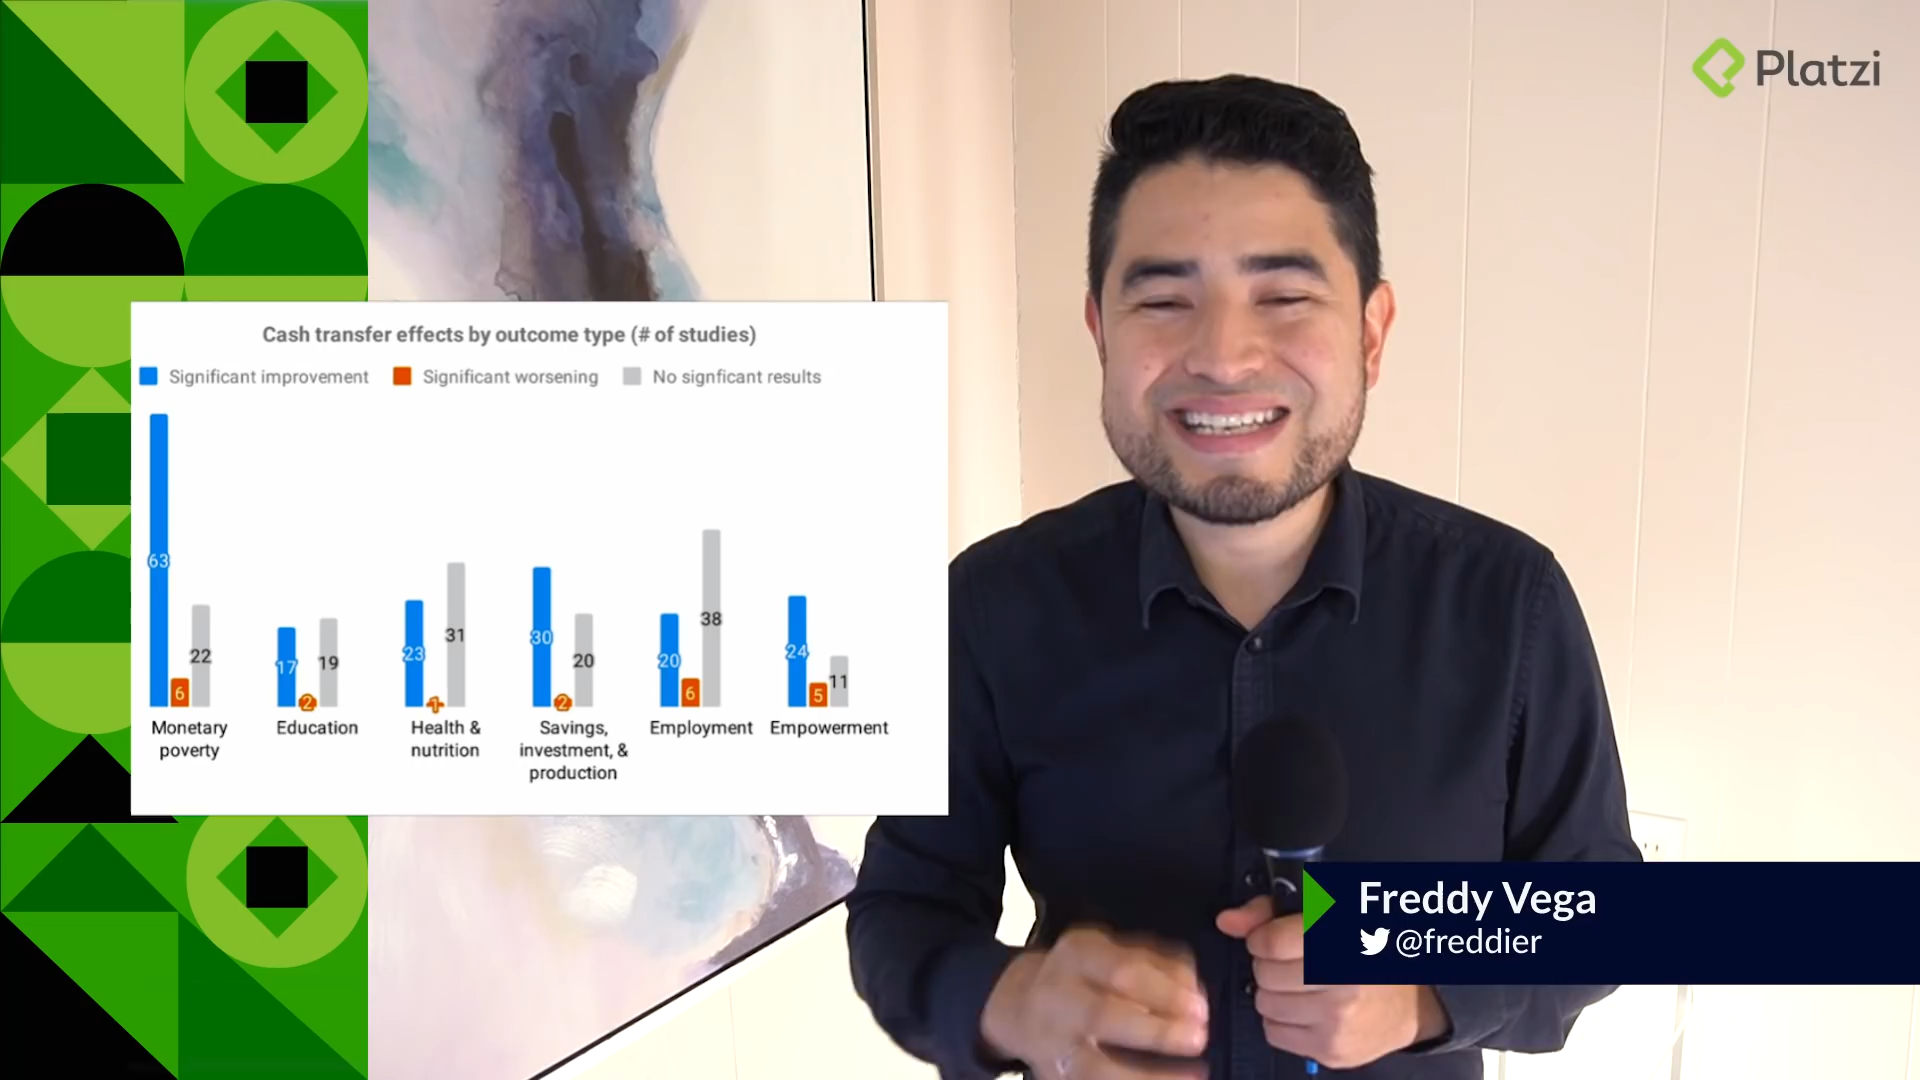 Platzi
Cash transfer effects by outcome type (# of studies)
Significant improvement
Significant worsening
No signficant results
63
6
22
17
2
19
23
1
31
30
2
20
20
6
38
24
5
11
Monetary
poverty
Education
Health &
nutrition
Savings,
investment, &
production
Employment
Empowerment
Freddy Vega
@freddier